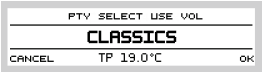 PTY SELECT USE VOL
CLASSICS
CANCEL TP 19.0°C OK